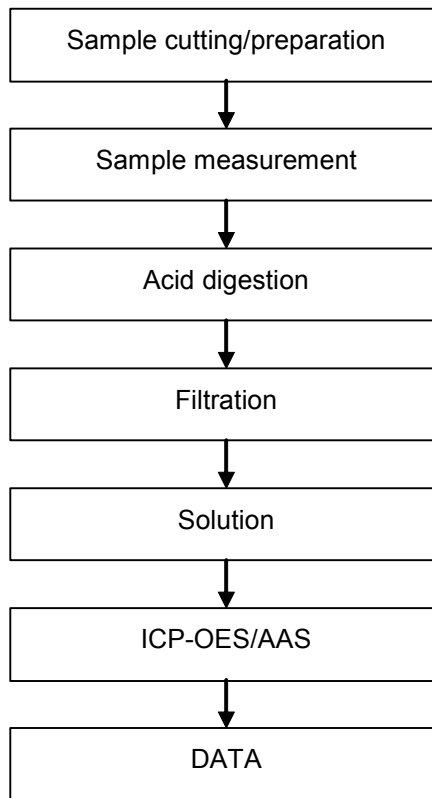 Sample cutting/preparation
Sample measurement
Acid digestion
Filtration
Solution
ICP-OES/AAS
DATA